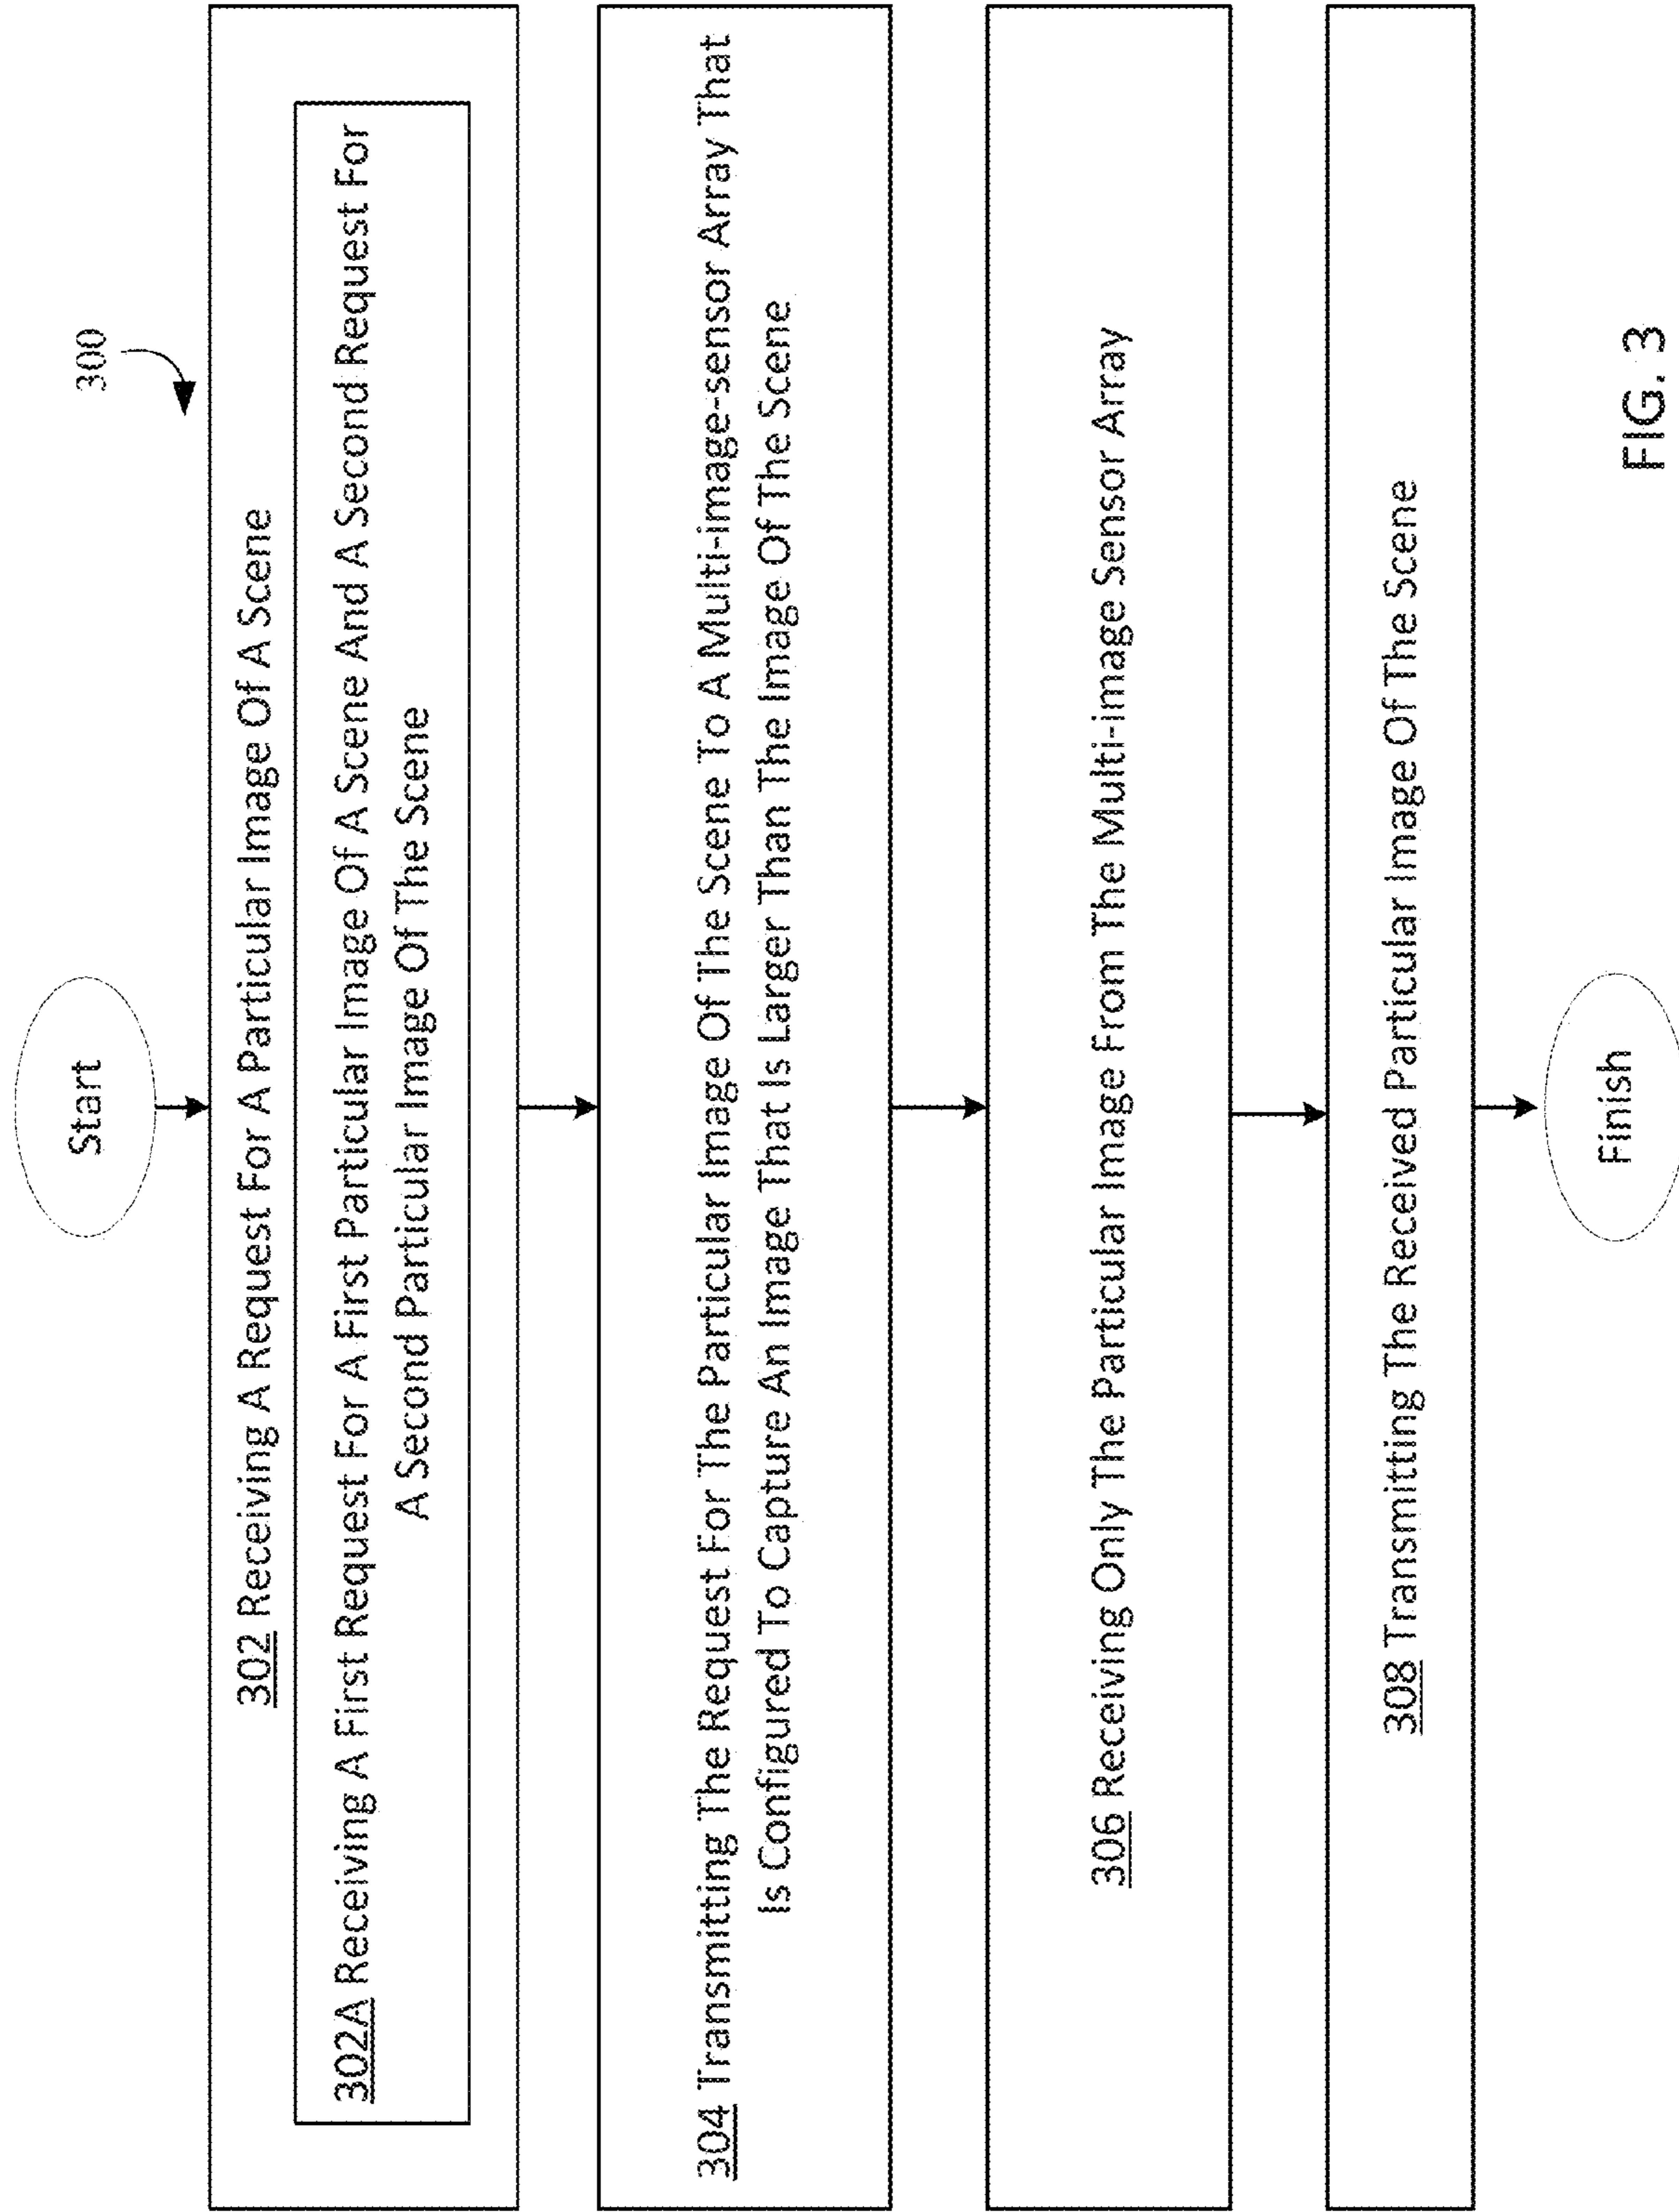 300
Start
302 Receiving A Request For A Particular Image Of A Scene
302A Receiving A First Request For A First Particular Image Of A Scene And A Second Request For
A Second Particular Image Of The Scene
304 Transmitting The Request For The Particular Image Of The Scene To A Multi-image-sensor Array That
Is Configured To Capture An Image That Is Larger Than The Image Of The Scene
306 Receiving Only The Particular Image From The Multi-image Sensor Array
308 Transmitting The Received Particular Image Of The Scene
Finish
FIG. 3